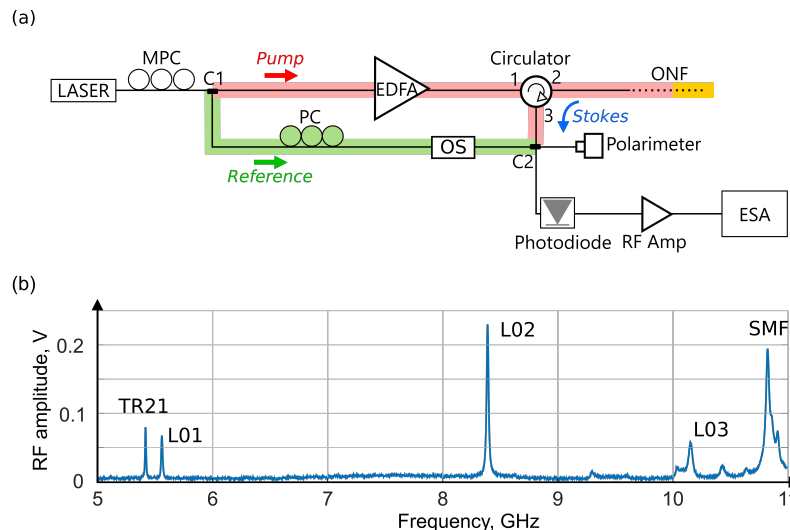 (a)
MPC
Circulator
C1
Pump
1
2
ONF
LASER
EDFA
3
Stokes
PC
OS
C2
Polarimeter
Reference
ESA
Photodiode
RF Amp
(b)
RF amplitude, V
0.2
0.1
0
TR21
L01
L02
L03
SMF
5 6 7 8 9 10 11
Frequency, GHz